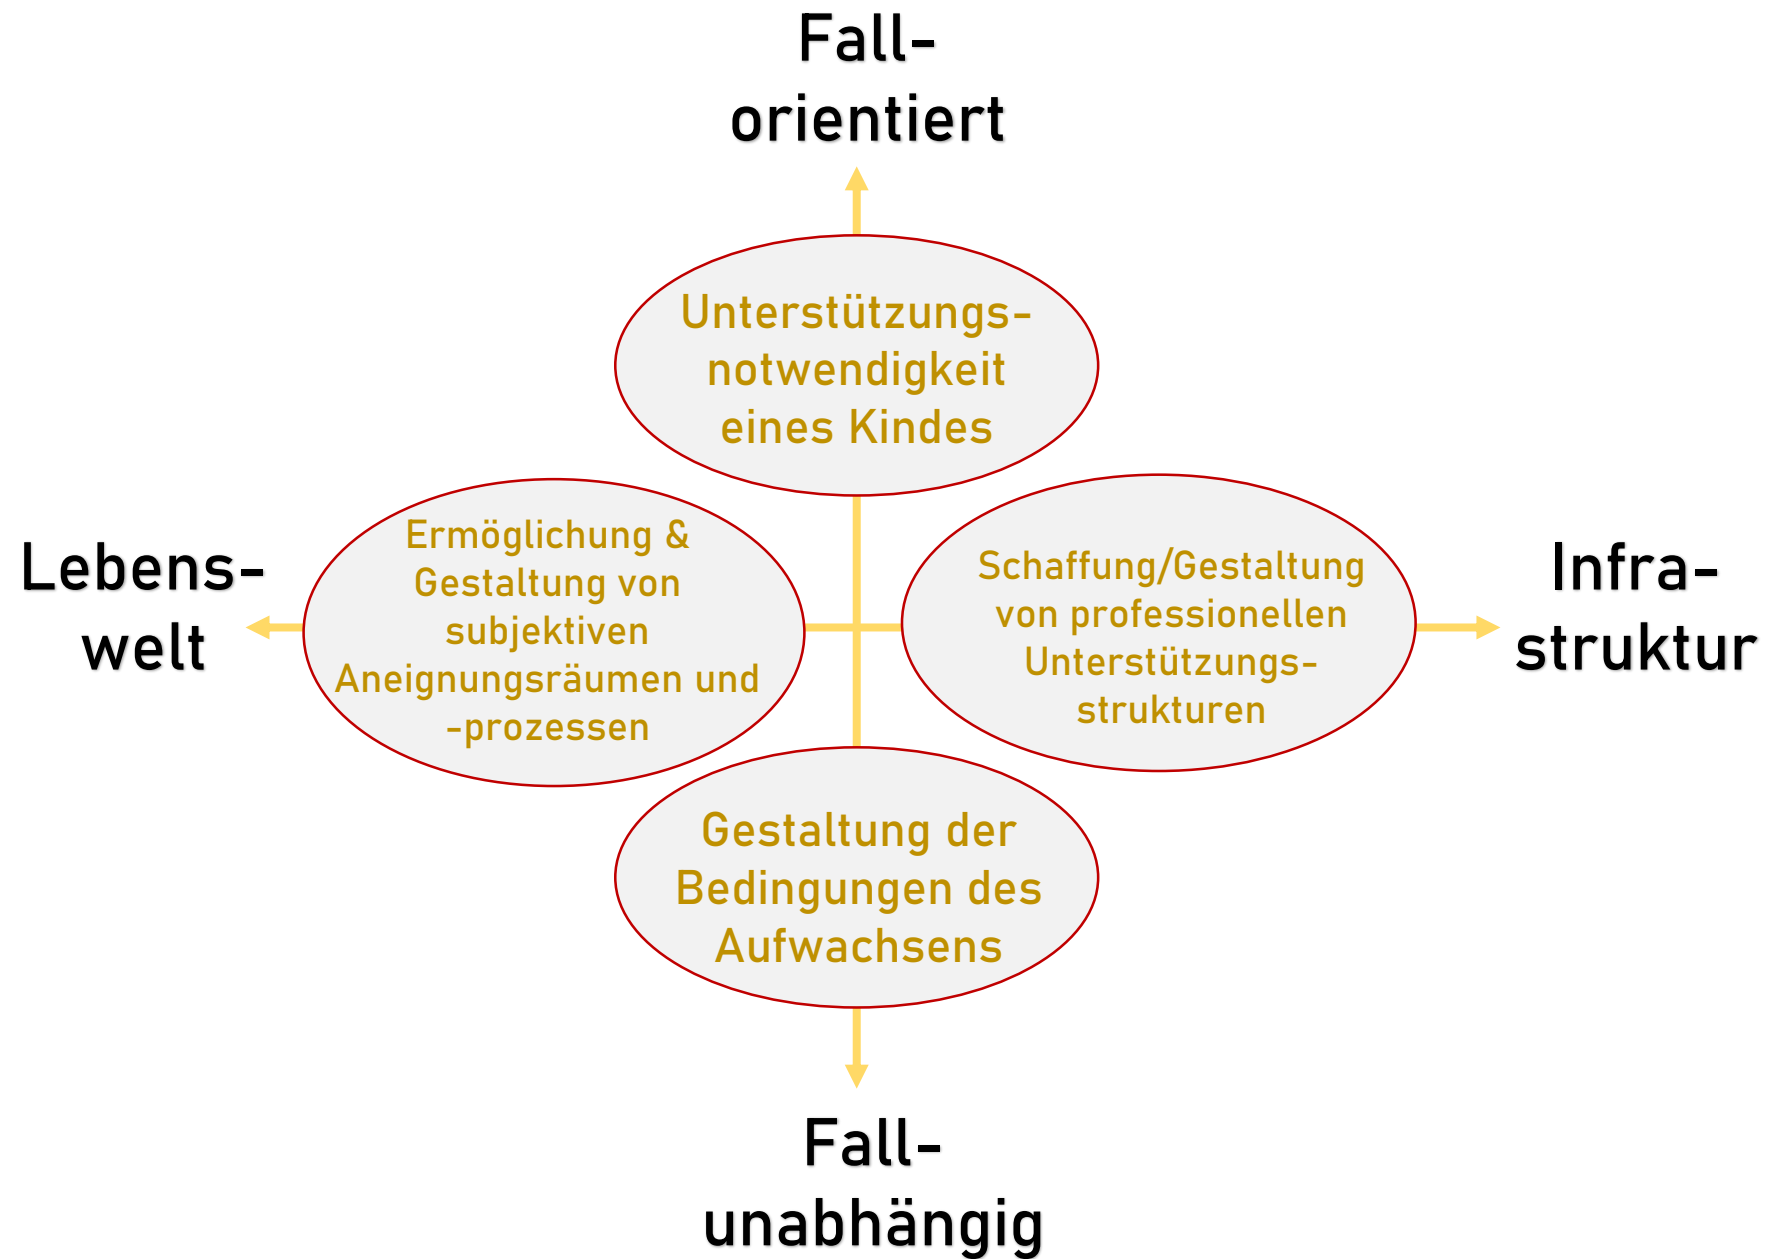 Fall-
orientiert
Unterstützungs-
notwendigkeit
eines Kindes
Lebens-
welt
Ermöglichung &
Gestaltung von
subjektiven
Aneignungsräumen und
-prozessen
Schaffung/Gestaltung
von professionellen
Unterstützungs-
strukturen
Infra-
struktur
Gestaltung der
Bedingungen des
Aufwachsens
Fall-
unabhängig